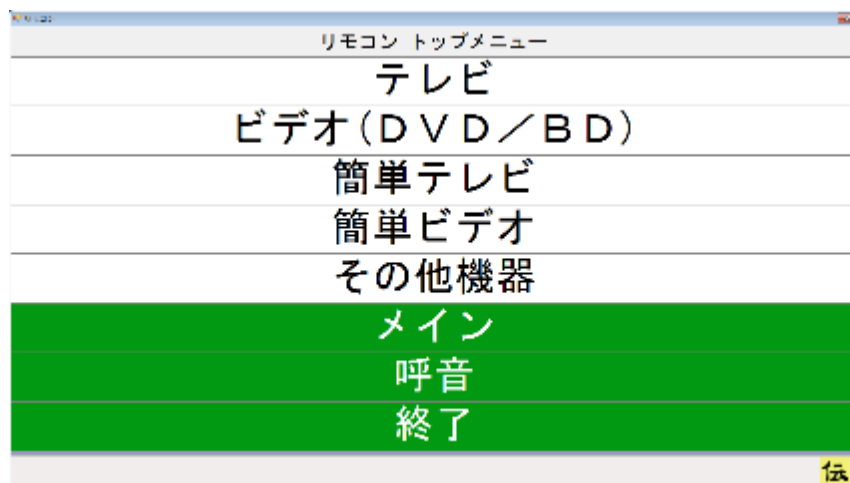 リモコン トップメニュー
テレビ
ビデオ(DVD／BD)
簡単テレビ
簡単ビデオ
その他機器
メイン
呼音
終了
伝